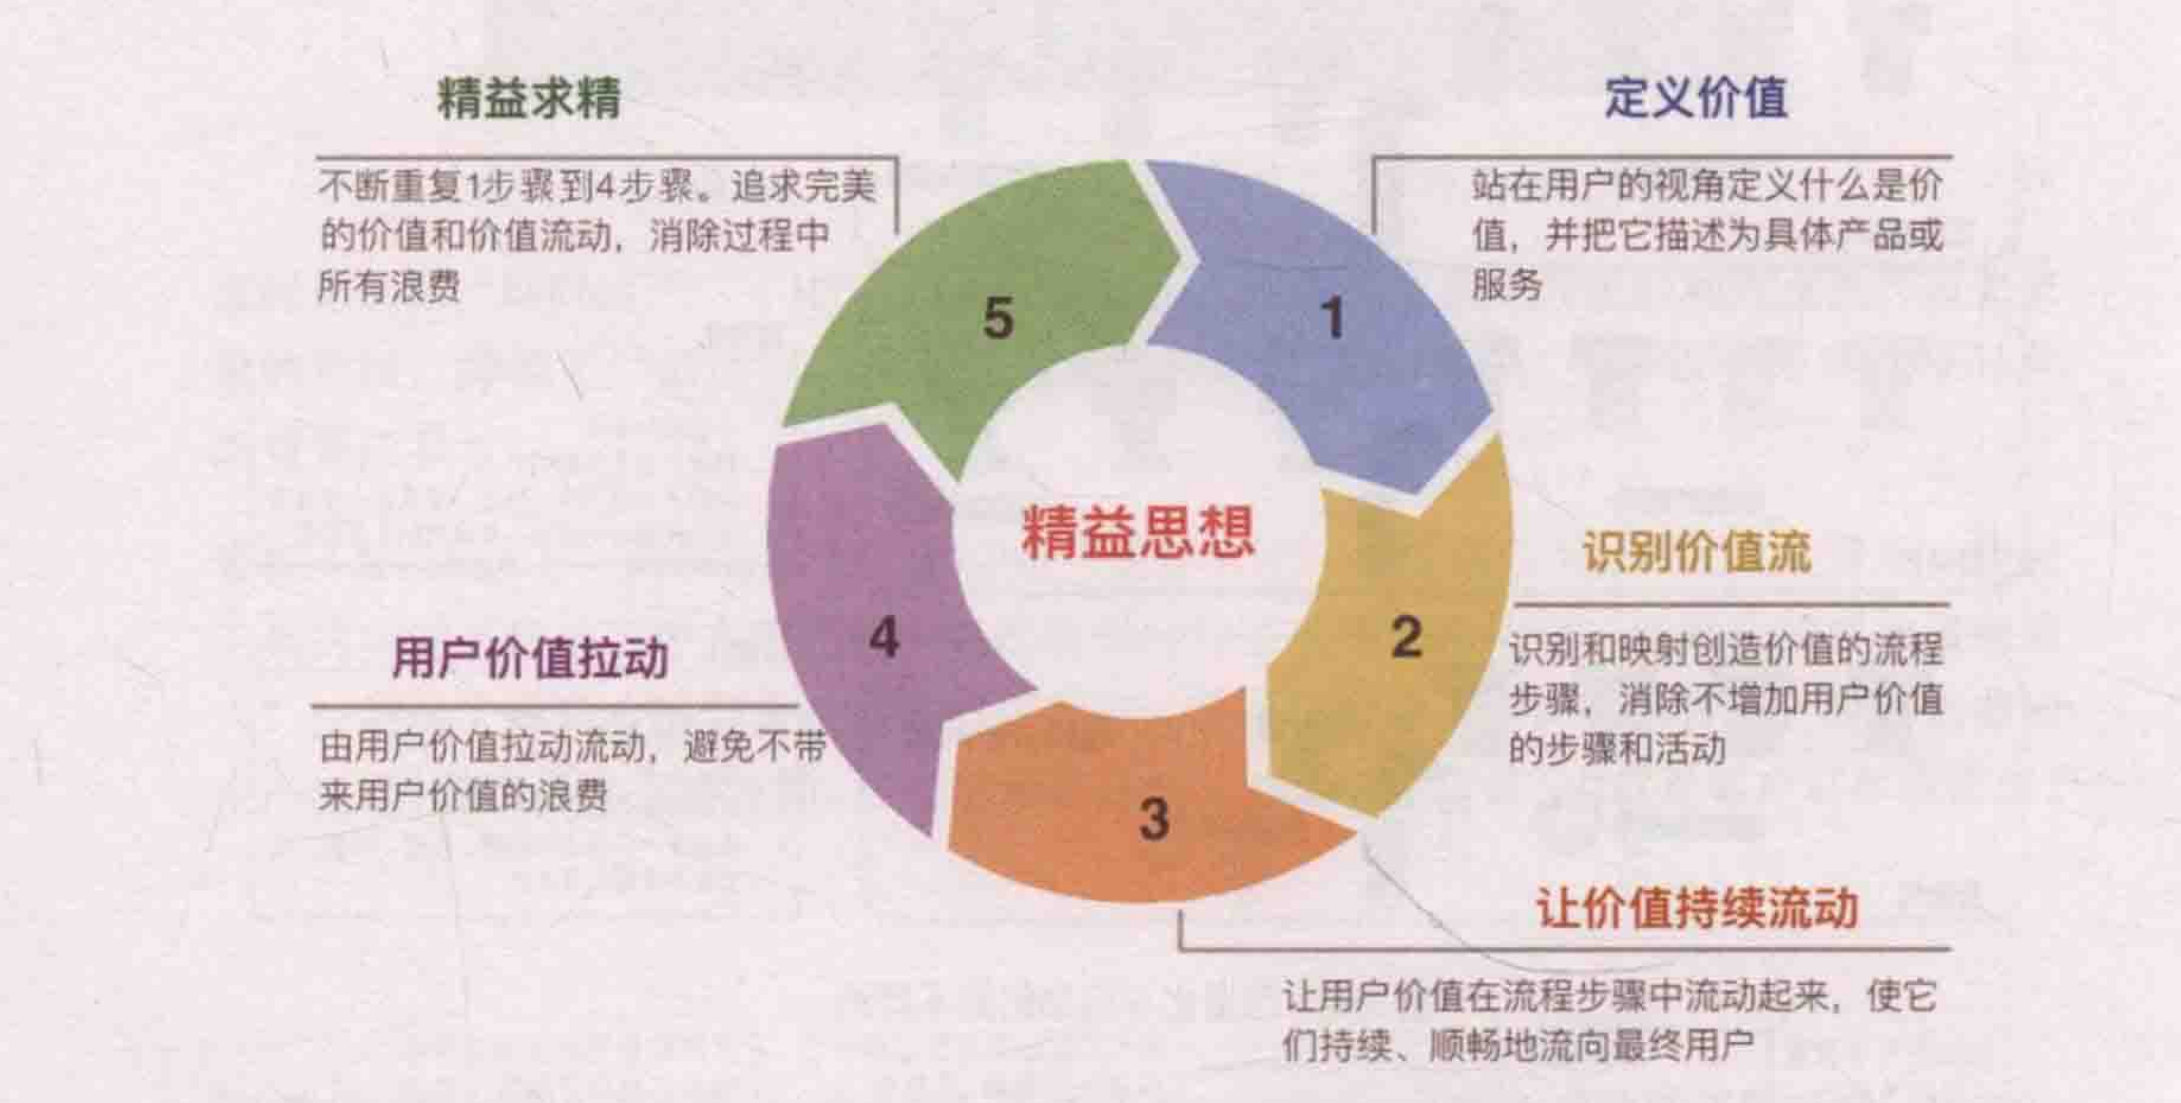 定义价值
站在用户的视角定义什么是价
值，并把它描述为具体产品或
服务
1
识别价值流
识别和映射创造价值的流程
步骤，消除不增加用户价值
的步骤和活动
2
让价值持续流动
让用户价值在流程步骤中流动起来，使它
们持续、顺畅地流向最终用户
3
用户价值拉动
由用户价值拉动流动，避免不带
来用户价值的浪费
4
精益求精
不断重复1步骤到4步骤。追求完美
的价值和价值流动，消除过程中
所有浪费
5
精益思想